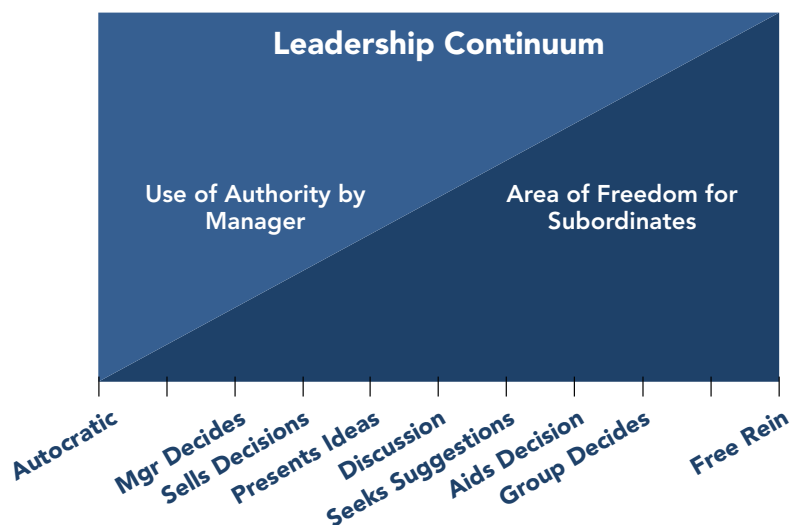 Leadership Continuum
Use of Authority by
Manager
Area of Freedom for
Subordinates
Autocratic
Mgr Decides
Sells Decisions
Presents Ideas
Discussion
Seeks Suggestions
Aids Decision
Group Decides
Free Rein